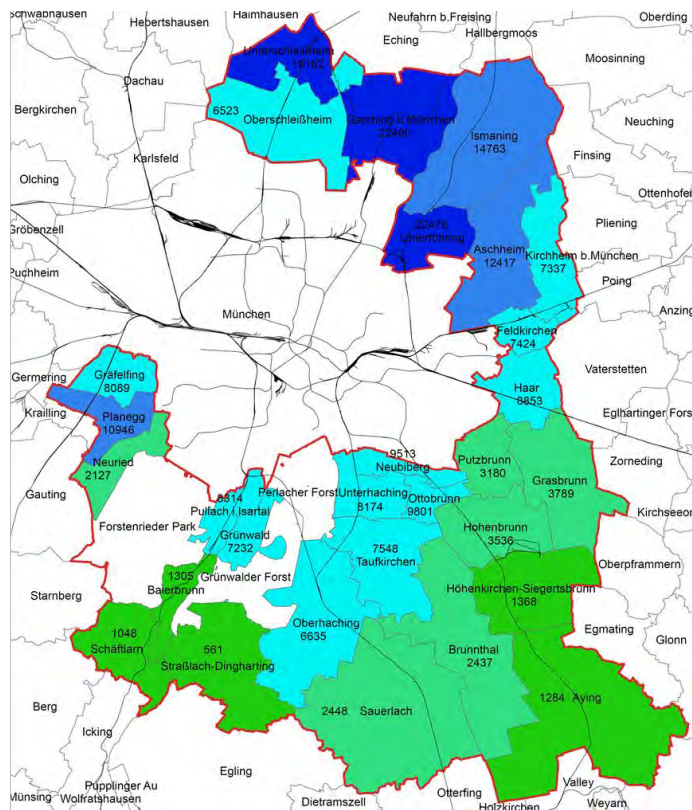 Schwabhausen
Haimhausen
Neufahrn b.Freising
Oberding
Hebertshausen
Hallbergmoos
Eching
Unterschleißheim
Moosinning
Dachau
Bergkirchen
6523
Oberschleißheim
Garching b.München
22480
Ismaning
14763
Neuching
Karlsfeld
Finsing
Olching
Ottenhofen
Gröbenzell
Unterföhring
Pliening
Aschheim
12417
Kirchheim b.München
7337
Puchheim
Poing
München
Anzing
Feldkirchen
7424
Germering
Gräfelfing
8089
Vaterstetten
Krailling
Haar
8853
Eglhartinger Fors
Planegg
10946
Neuried
2127
9513
Neubiberg
Putzbrunn
3180
Zorneding
Grasbrunn
3789
Gauting
8314
Pullach i.Isartal
Perlacher Forst
Unterhaching
8174
Ottobrunn
9801
Kirchseeon
Forstenrieder Park
Grünwald
7232
Hohenbrunn
3536
7548
Taufkirchen
Oberpframmern
1305
Baierbrunn
Grünwalder Forst
Starnberg
Höhenkirchen-Siegertsbrunn
1368
Egmating
Glonn
1048
Schäftlarn
561
Straßlach-Dingharting
Oberhaching
6635
Brunnthal
2437
1284 Aying
Berg
2448 Sauerlach
Icking
Egling
Pupplinger Au
Wolfratshausen
Münsing
Otterfing
Valley
Dietramszell
Holzkirchen
Weyarn